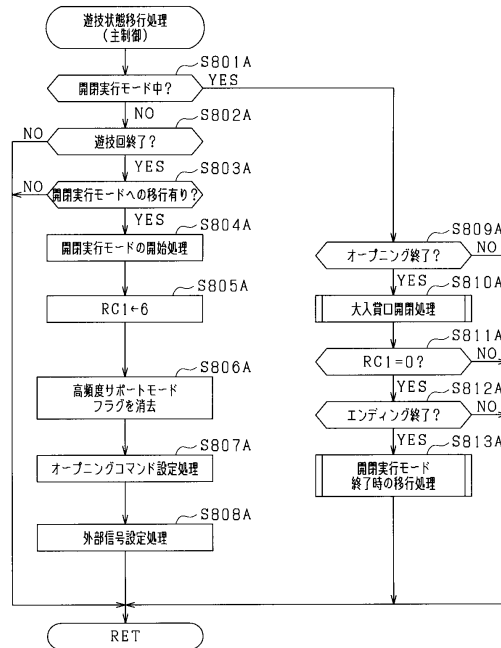 遊技状態移行処理
(主制御)
S801A
開閉実行モード中?
YES
NO
S802A
遊技回終了?
NO
YES
S803A
開閉実行モードへの移行有り?
NO
YES
S804A
開閉実行モードの開始処理
S805A
RC1←6
S806A
高頻度サポートモード
フラグを消去
S807A
オープニングコマンド設定処理
S808A
外部信号設定処理
S809A
オープニング終了?
NO
YES
S810A
大入賞口開閉処理
S811A
RC1=0?
NO
YES
S812A
エンディング終了?
NO
YES
S813A
開閉実行モード
終了時の移行処理
RET